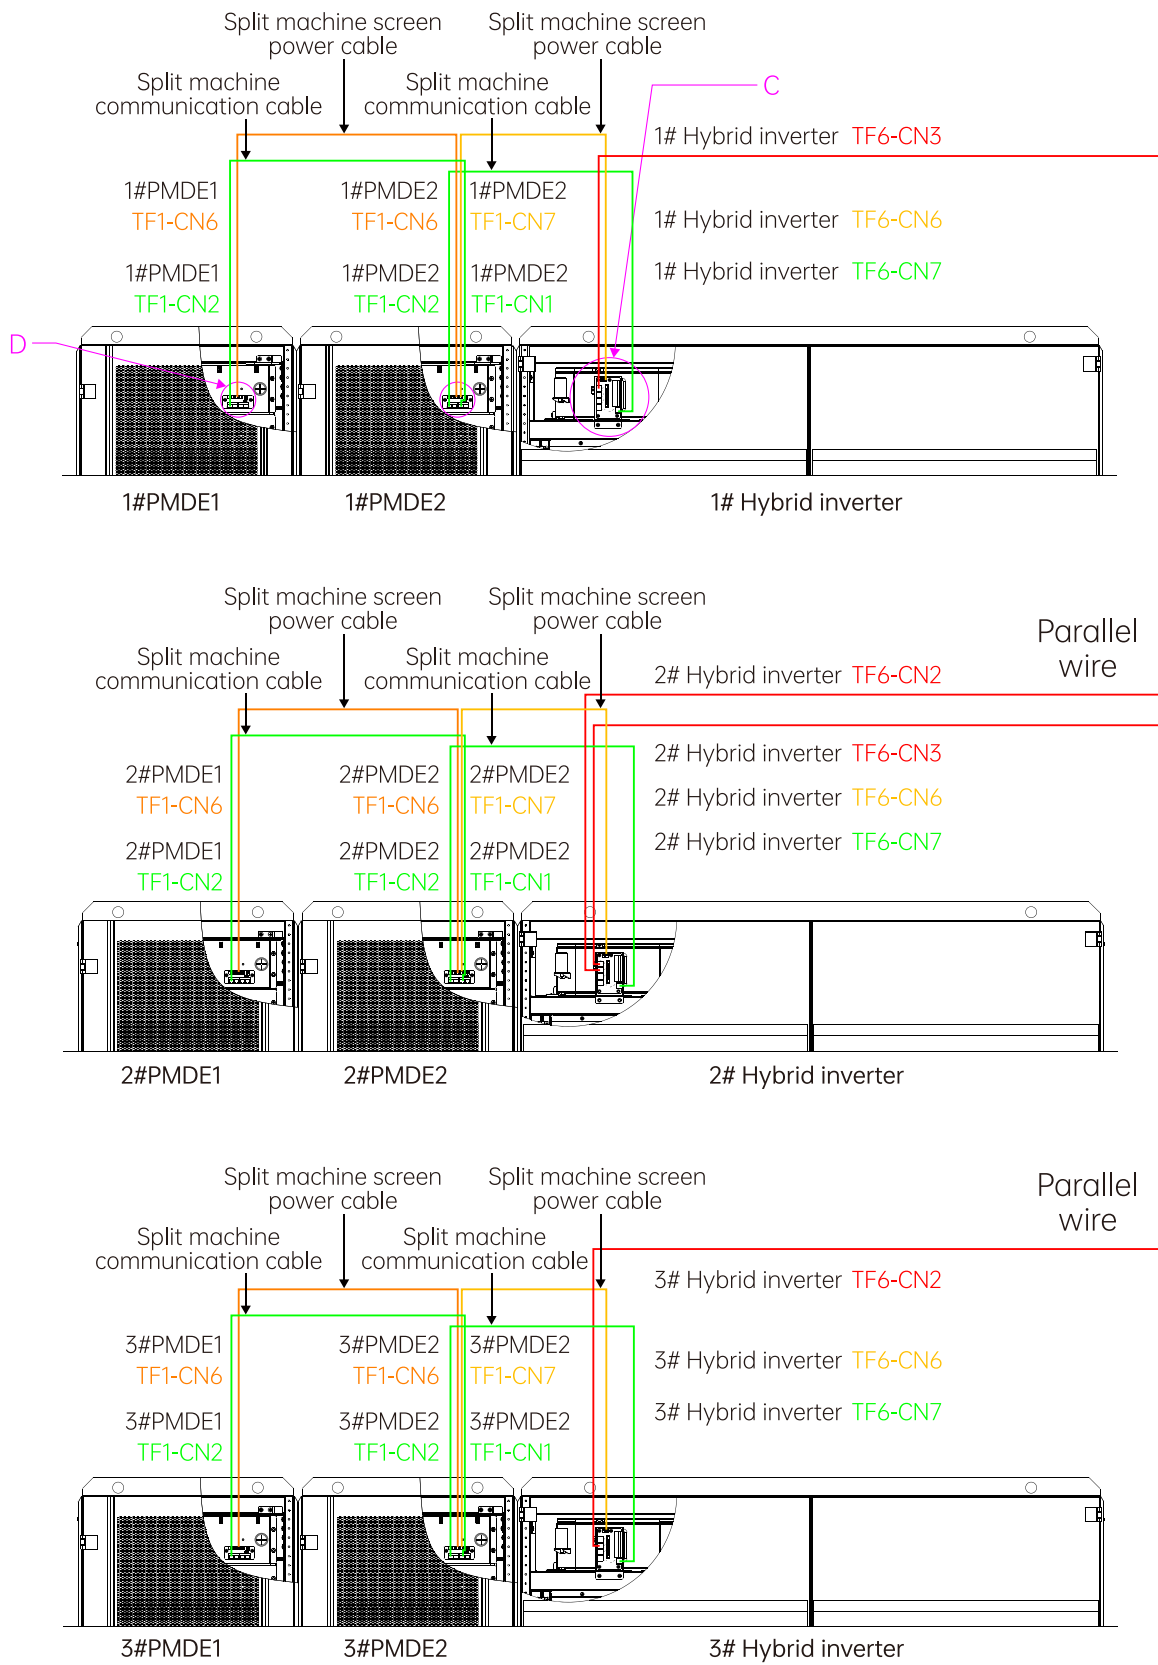 Split machine screen
power cable
Split machine screen
power cable
Split machine
communication cable
Split machine
communication cable
C
1# Hybrid inverter TF6-CN3
1#PMDE1
TF1-CN6
1#PMDE2
TF1-CN6
1#PMDE2
TF1-CN7
1# Hybrid inverter TF6-CN6
1#PMDE1
TF1-CN2
1#PMDE2
TF1-CN2
1#PMDE2
TF1-CN1
1# Hybrid inverter TF6-CN7
D
1#PMDE1
1#PMDE2
1# Hybrid inverter
Split machine screen
power cable
Split machine screen
power cable
Parallel
wire
Split machine
communication cable
Split machine
communication cable
2# Hybrid inverter TF6-CN2
2# Hybrid inverter TF6-CN3
2#PMDE1
TF1-CN6
2#PMDE2
TF1-CN6
2#PMDE2
TF1-CN7
2# Hybrid inverter TF6-CN6
2#PMDE1
TF1-CN2
2#PMDE2
TF1-CN2
2#PMDE2
TF1-CN1
2# Hybrid inverter TF6-CN7
2#PMDE1
2#PMDE2
2# Hybrid inverter
Split machine screen
power cable
Split machine screen
power cable
Parallel
wire
Split machine
communication cable
Split machine
communication cable
3# Hybrid inverter TF6-CN2
3#PMDE1
TF1-CN6
3#PMDE2
TF1-CN6
3#PMDE2
TF1-CN7
3# Hybrid inverter TF6-CN6
3#PMDE1
TF1-CN2
3#PMDE2
TF1-CN2
3#PMDE2
TF1-CN1
3# Hybrid inverter TF6-CN7
3#PMDE1
3#PMDE2
3# Hybrid inverter